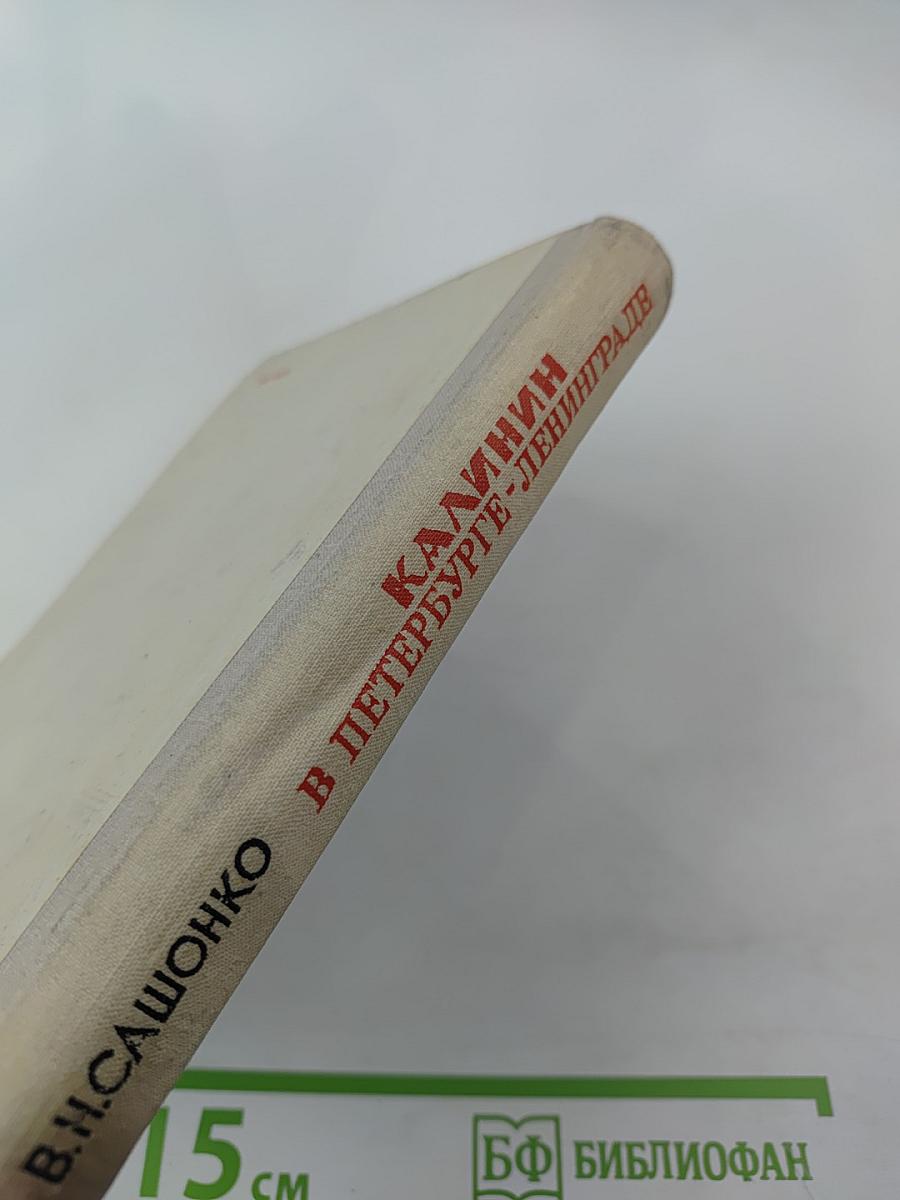 В.Н.САШОНКО
КАЛИНИН
В ПЕТЕРБУРГЕ-ЛЕНИНГРАДЕ
15 см
БФ БИБЛИОФАН